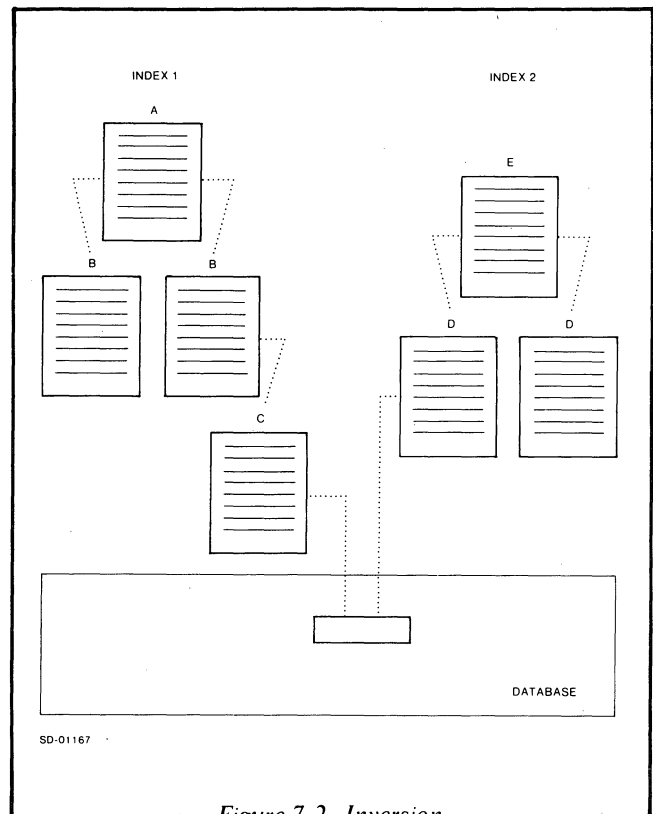 INDEX 1
INDEX 2
A
E
B
B
D
D
C
DATABASE
SD-01167
Figure 7-2. Inversion